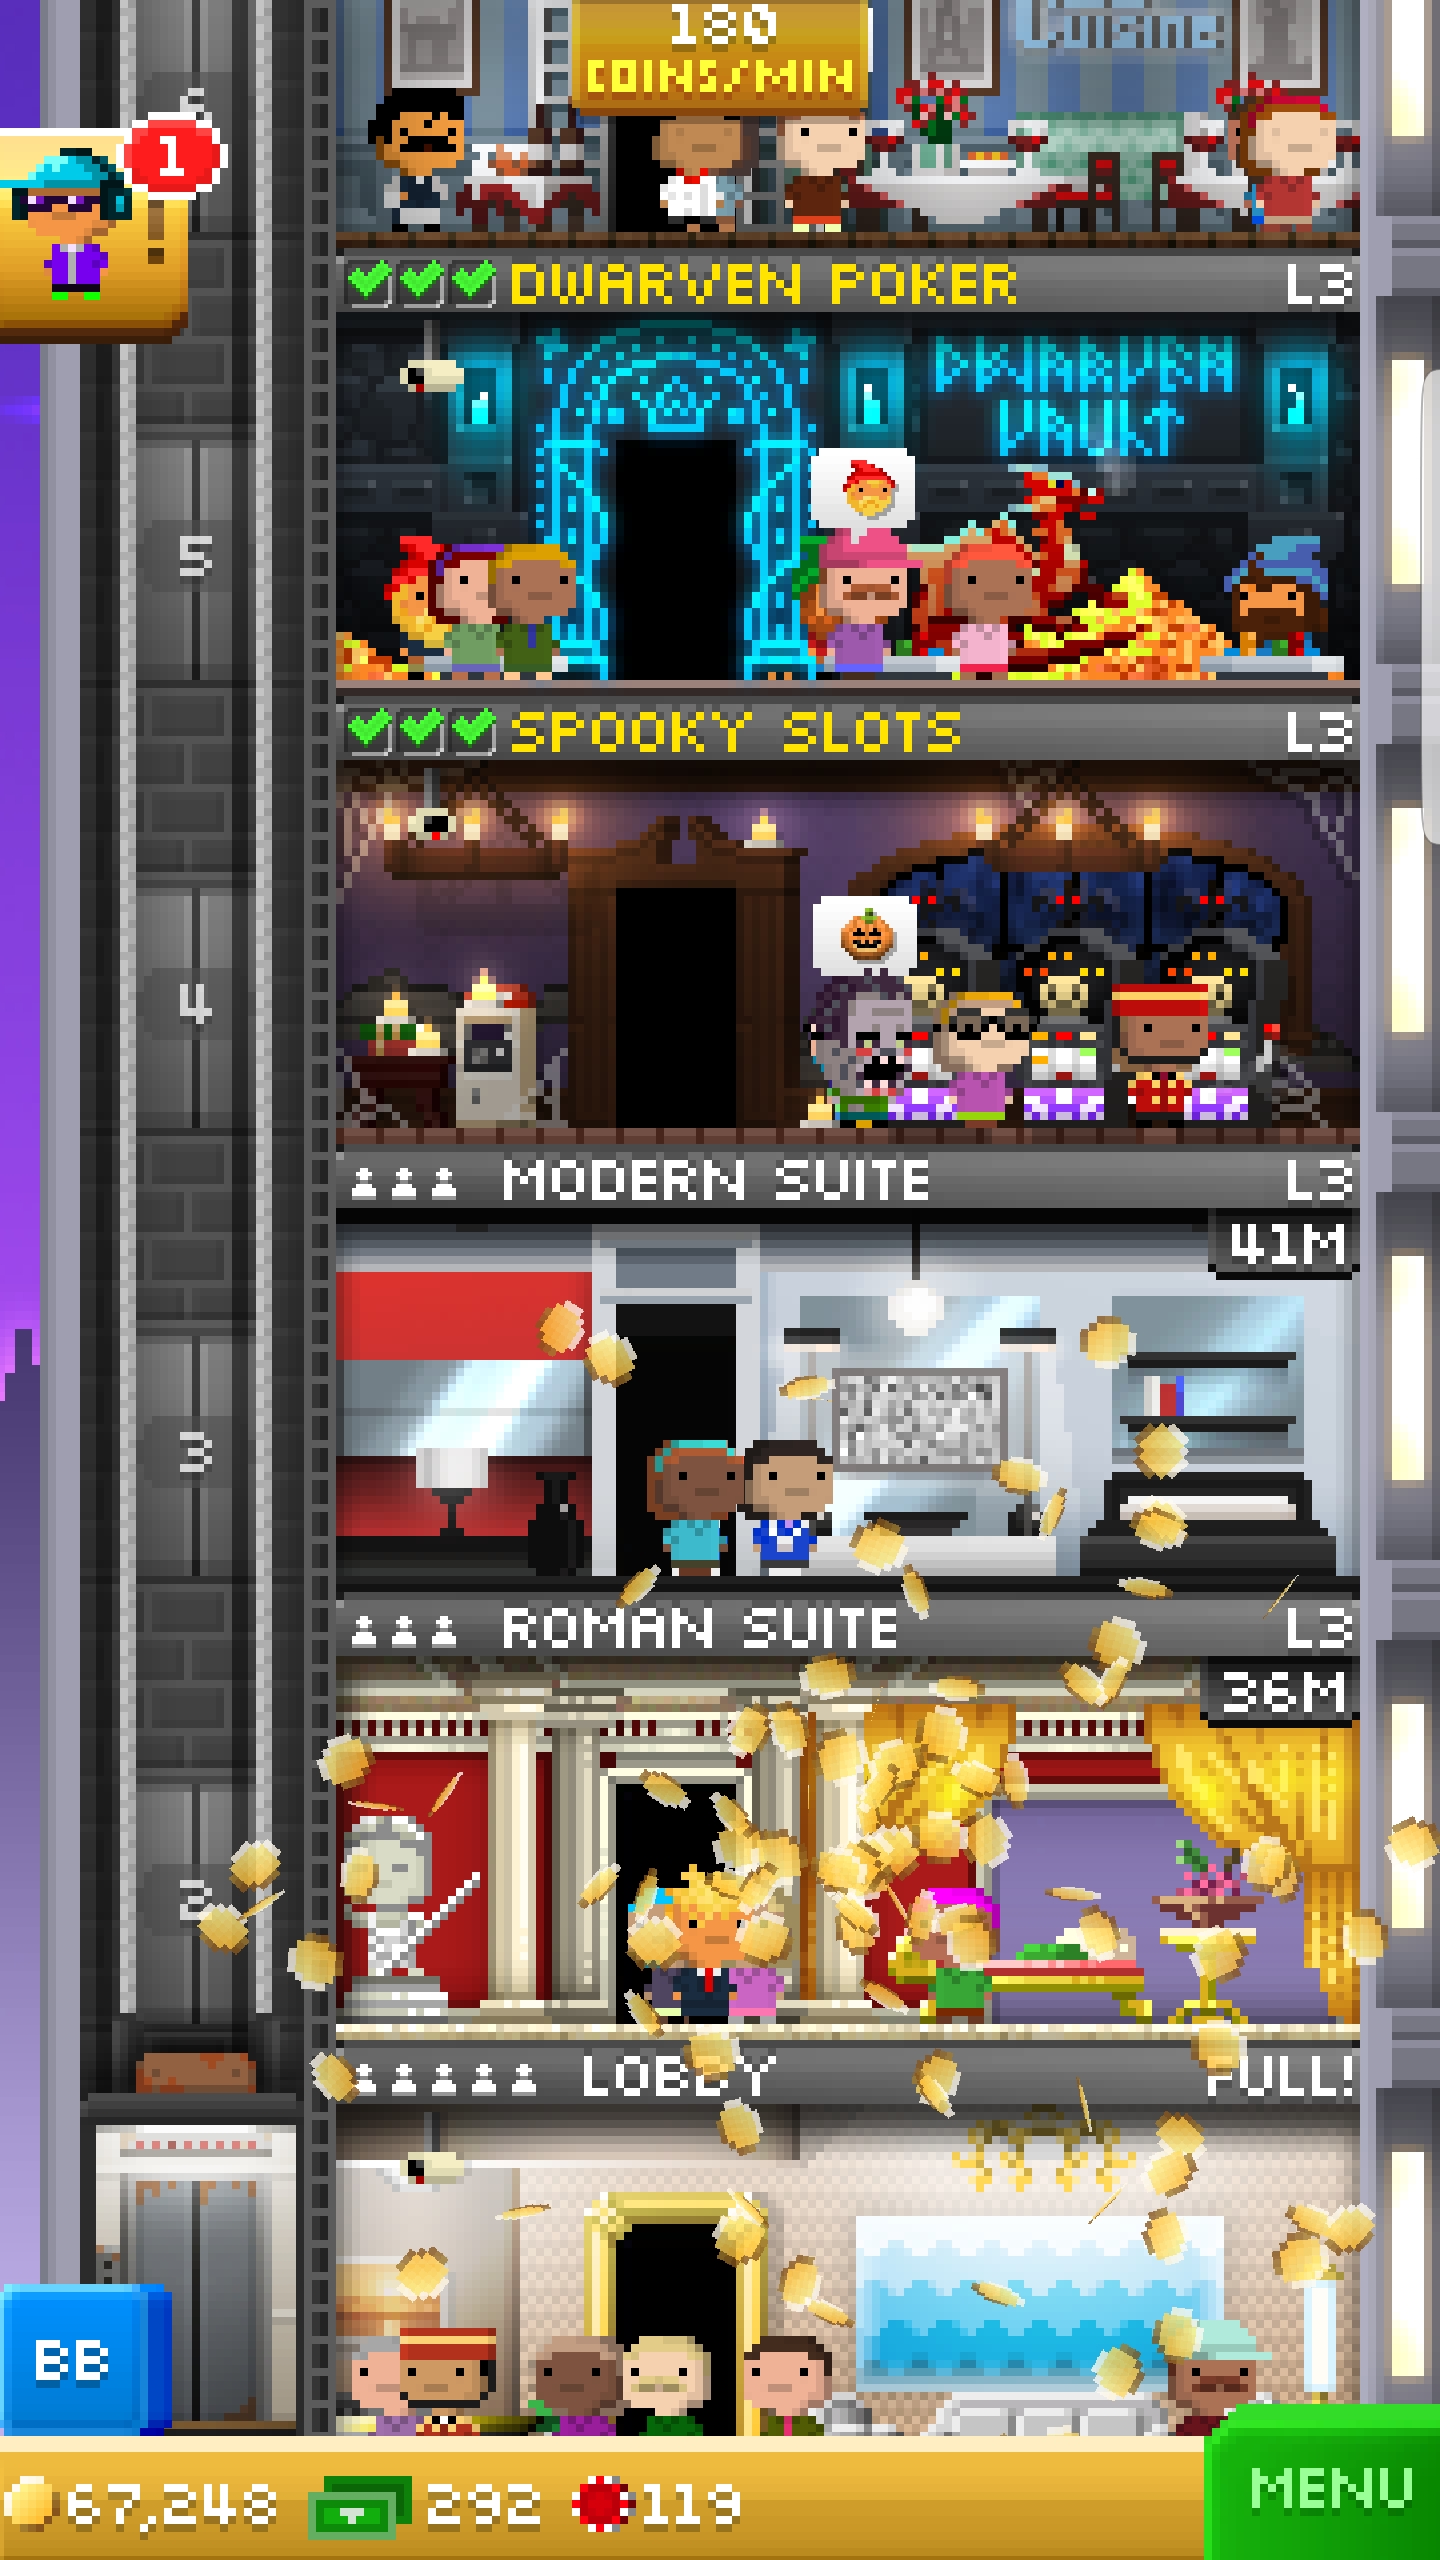 180
COINS/MIN
Cuisine
1
DWARVEN POKER L3
DWARVEN
VAULT
5
SPOOKY SLOTS L3
4
MODERN SUITE L3
41M
3
ROMAN SUITE L3
36M
2
LOBBY FULL!
BB
67,248 292 119
MENU